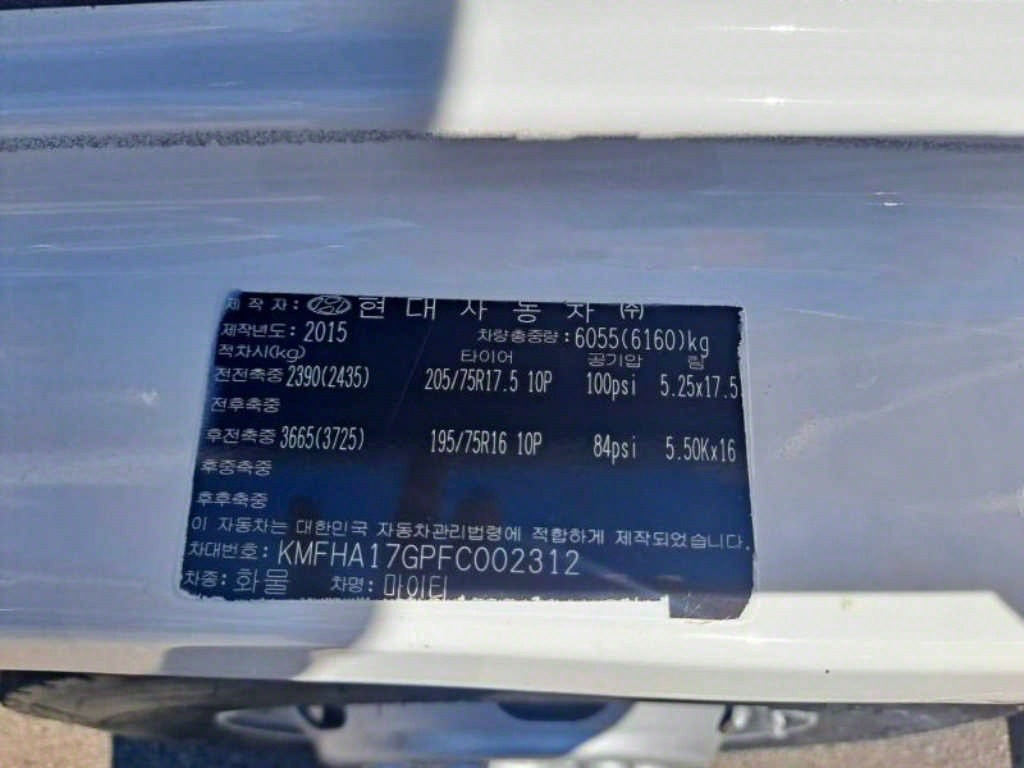 제 작 자: 현 대 자 동 차 ㈜
제작년도: 2015 차량총중량: 6055(6160)kg
적차시(kg) 타이어 공기압 림
전전축중 2390(2435) 205/75R17.5 10P 100psi 5.25x17.5
전후축중
후전축중 3665(3725) 195/75R16 10P 84psi 5.50Kx16
후중축중
후후축중
이 자동차는 대한민국 자동차관리법령에 적합하게 제작되었습니다.
차대번호: KMFHA17GPFC002312
차종: 화물 차명: 마이티